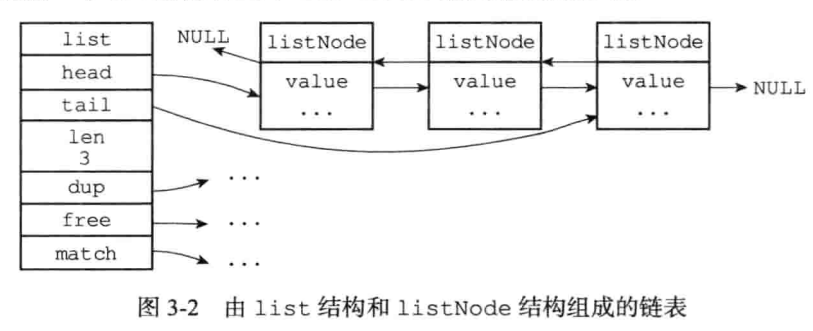 list
head
tail
len
3
dup
free
match
NULL
listNode
value
...
listNode
value
...
listNode
value
...
NULL
...
...
...
图 3-2 由 list 结构和 listNode 结构组成的链表